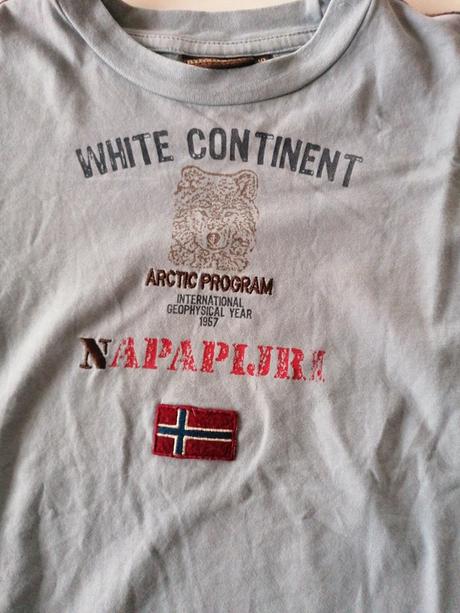 WHITE CONTINENT
ARCTIC PROGRAM
INTERNATIONAL
GEOPHYSICAL YEAR
1957
NAPAPIJRI